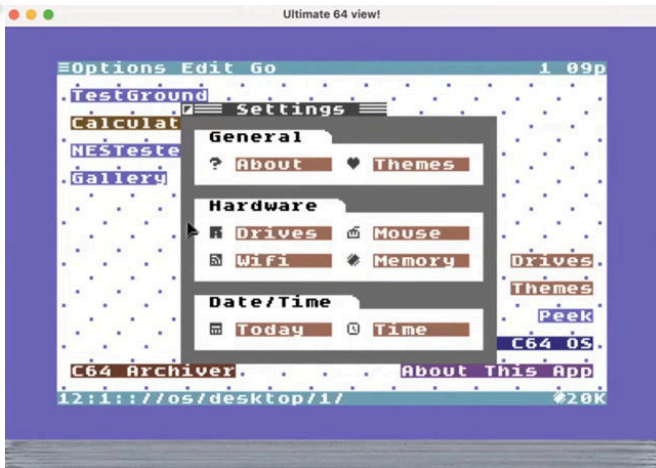 Ultimate 64 view!
Options Edit Go 1 09p
TestGround
Settings
Calculat
General
NESTeste
? About Themes
Gallery
Hardware
Drives Mouse
Wifi Memory
Drives
Themes
Date/Time
Peek
Today Time
C64 OS
C64 Archiver
About This App
12:1:://os/desktop/1/ 20K